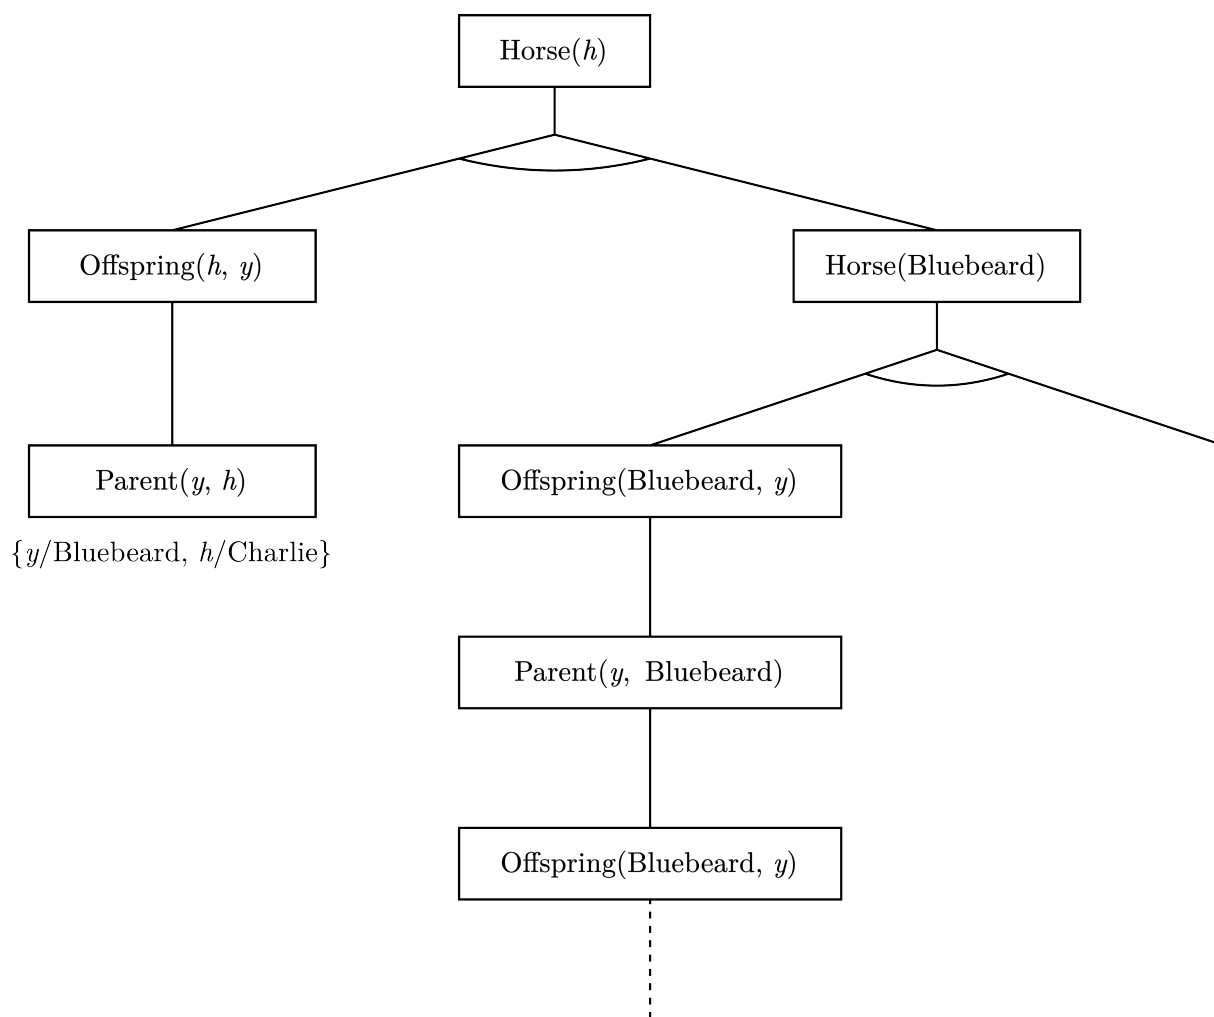 Horse(h)
Offspring(h, y)
Horse(Bluebeard)
Parent(y, h)
Offspring(Bluebeard, y)
{y/Bluebeard, h/Charlie}
Parent(y, Bluebeard)
Offspring(Bluebeard, y)